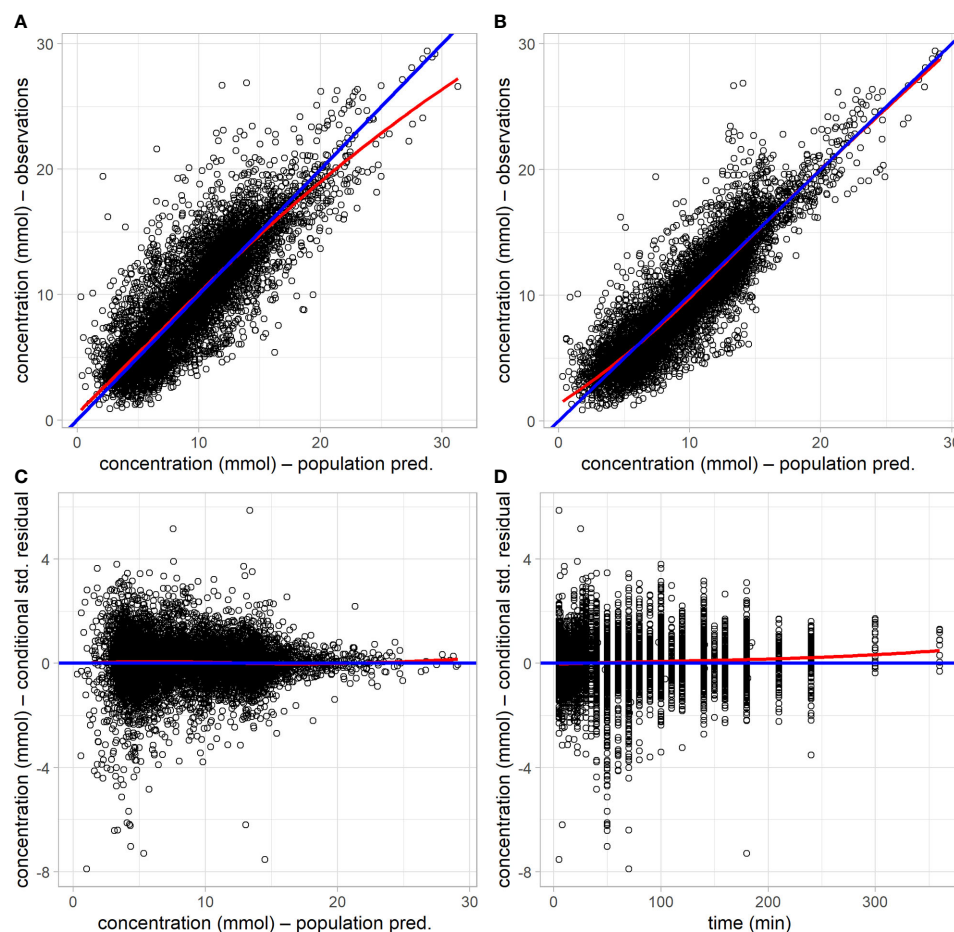 A
concentration (mmol) – observations
30
20
10
0
0
10
20
30
concentration (mmol) – population pred.
B
concentration (mmol) – observations
30
20
10
0
0
10
20
30
concentration (mmol) – population pred.
C
concentration (mmol) – conditional std. residual
4
0
-4
-8
0
10
20
30
concentration (mmol) – population pred.
D
concentration (mmol) – conditional std. residual
4
0
-4
-8
0
100
200
300
time (min)